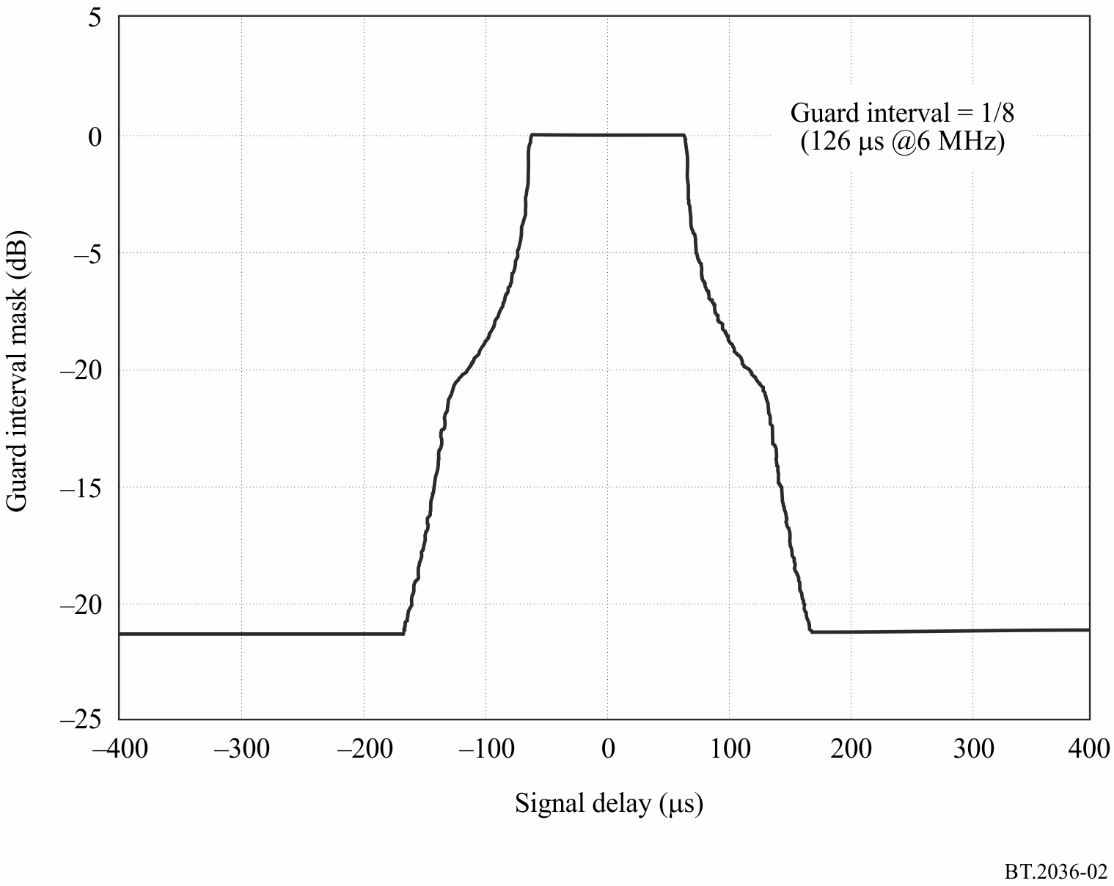 5
0
–5
–20
–15
–20
–25
Guard interval mask (dB)
Guard interval = 1/8
(126 μs @6 MHz)
–400 –300 –200 –100 0 100 200 300 400
Signal delay (μs)
BT.2036-02